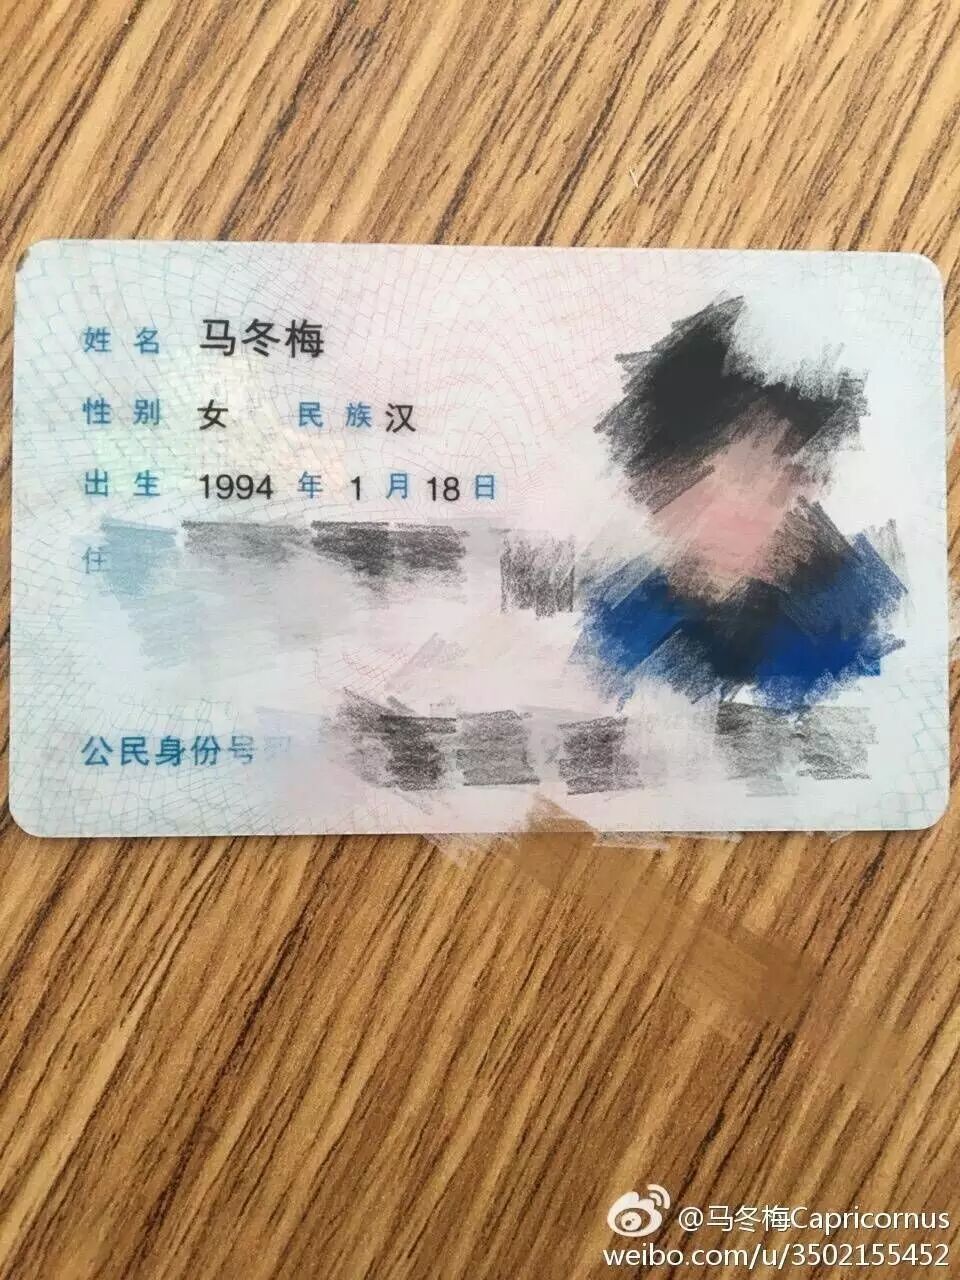 姓名 马冬梅
性别 女 民族 汉
出生 1994 年 1 月 18 日
公民身份号
@马冬梅Capricornus
weibo.com/u/3502155452